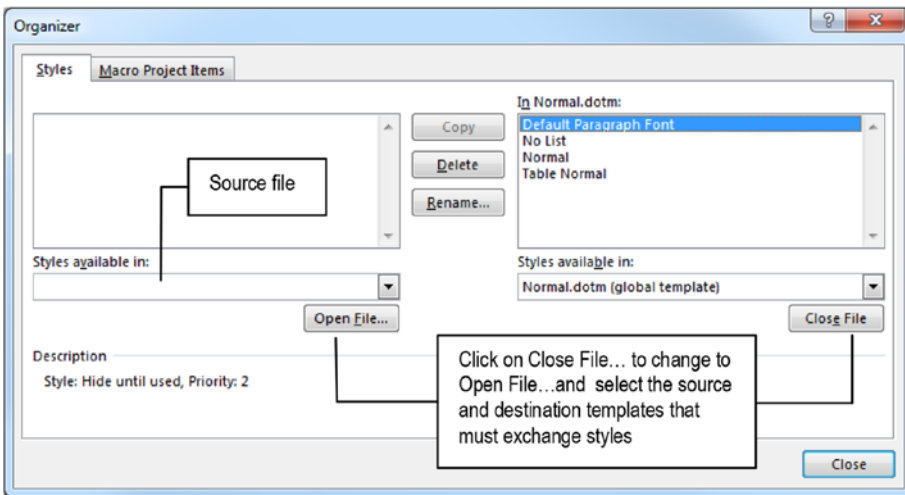 Organizer
Styles
Macro Project Items
In Normal.dotm:
Copy
Delete
Rename...
Default Paragraph Font
No List
Normal
Table Normal
Source file
Styles available in:
Styles available in:
Normal.dotm (global template)
Open File...
Close File
Description
Style: Hide until used, Priority: 2
Click on Close File… to change to
Open File…and  select the source
and destination templates that
must exchange styles
Close